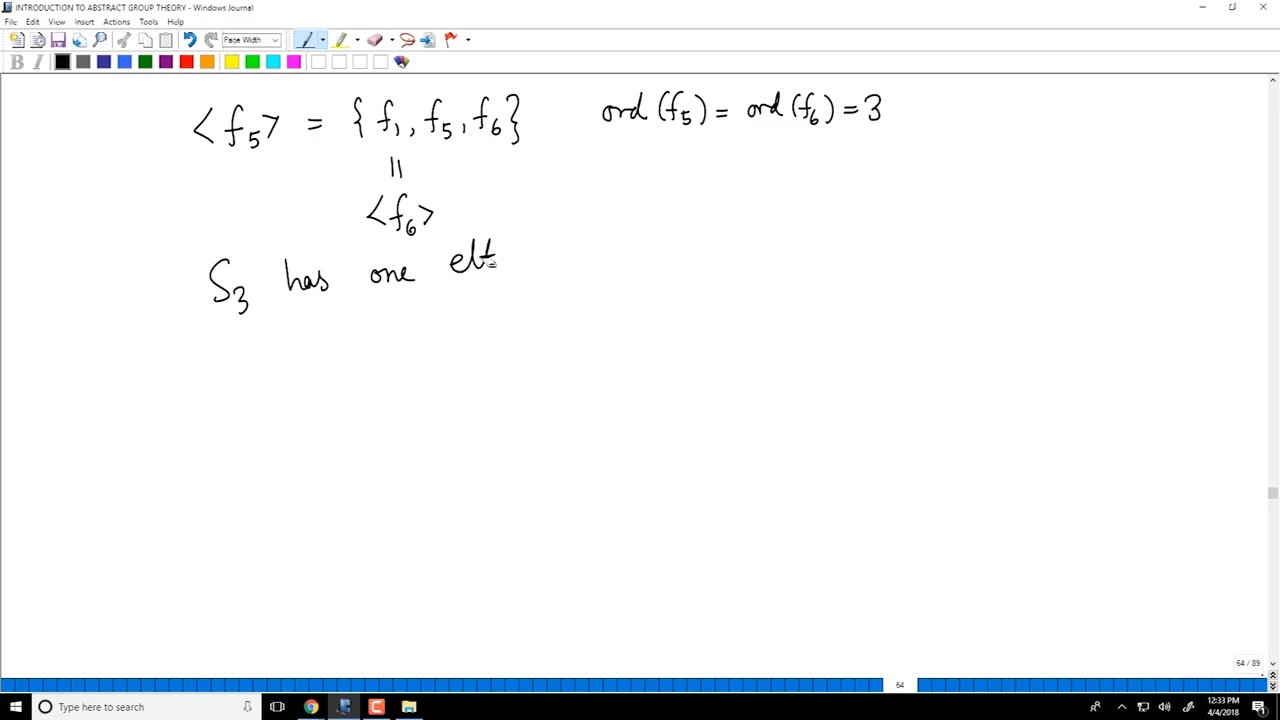 INTRODUCTION TO ABSTRACT GROUP THEORY - Windows Journal
File Edit View Insert Actions Tools Help
Page Width
B I
<f₅> = {f₁, f₅, f₆} ord(f₅) = ord(f₆) = 3
||
<f₆>
S₃ has one elt
64 / 89
64
Type here to search
12:33 PM
4/4/2018
1